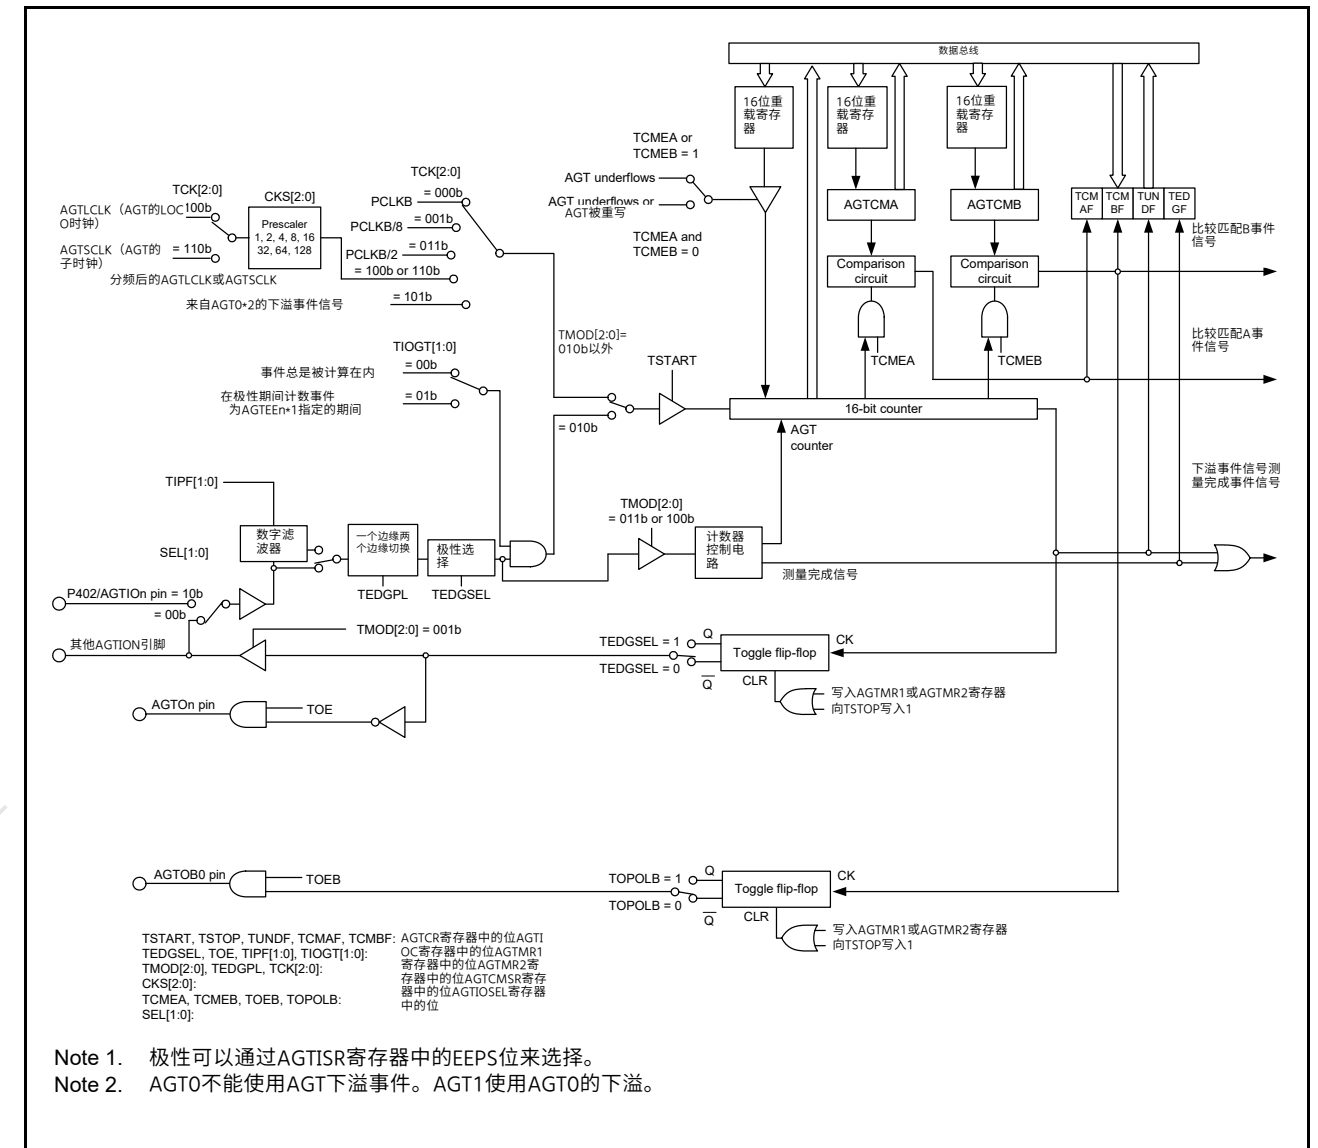 数据总线
16位重
载寄存
器
16位重
载寄存
器
16位重
载寄存
器
TCMEA or
TCMEB = 1
AGT underflows
AGT underflows or
AGT被重写
TCMEA and
TCMEB = 0
TCK[2:0]
PCLKB
= 000b
PCLKB/8
= 001b
PCLKB/2
= 011b
= 100b or 110b
= 101b
TCK[2:0]
CKS[2:0]
AGTLCLK（AGT的LOC
O时钟）
100b
AGTSCLK（AGT的
子时钟）
= 110b
Prescaler
1, 2, 4, 8, 16
32, 64, 128
分频后的AGTLCLK或AGTSCLK
来自AGT0*2的下溢事件信号
AGTCMA
AGTCMB
TCM
AF
TCM
BF
TUN
DF
TED
GF
比较匹配B事件
信号
Comparison
circuit
Comparison
circuit
比较匹配A事
件信号
TCMEA
TCMEB
TMOD[2:0]=
010b以外
TIOGT[1:0]
事件总是被计算在内
= 00b
在极性期间计数事件
为AGTEEn*1指定的期间
= 01b
TSTART
16-bit counter
= 010b
AGT
counter
下溢事件信号测
量完成事件信号
TIPF[1:0]
数字滤
波器
SEL[1:0]
一个边缘两
个边缘切换
极性选
择
TMOD[2:0]
= 011b or 100b
计数器
控制电
路
测量完成信号
TEDGPL
TEDGSEL
P402/AGTIOn pin = 10b
= 00b
其他AGTION引脚
TMOD[2:0] = 001b
TEDGSEL = 1
TEDGSEL = 0
Q
Q
Toggle flip-flop
CK
CLR
写入AGTMR1或AGTMR2寄存器
向TSTOP写入1
AGTOn pin
TOE
AGTOB0 pin
TOEB
TOPOLB = 1
TOPOLB = 0
Q
Q
Toggle flip-flop
CK
CLR
写入AGTMR1或AGTMR2寄存器
向TSTOP写入1
TSTART, TSTOP, TUNDF, TCMAF, TCMBF: AGTCR寄存器中的位AGTI
TEDGSEL, TOE, TIPF[1:0], TIOGT[1:0]: OC寄存器中的位AGTMR1
TMOD[2:0], TEDGPL, TCK[2:0]: 寄存器中的位AGTMR2寄
CKS[2:0]: 存器中的位AGTCMSR寄存
TCMEA, TCMEB, TOEB, TOPOLB: 器中的位AGTIOSEL寄存器
SEL[1:0]: 中的位
Note 1. 极性可以通过AGTISR寄存器中的EEPS位来选择。
Note 2. AGT0不能使用AGT下溢事件。AGT1使用AGT0的下溢。